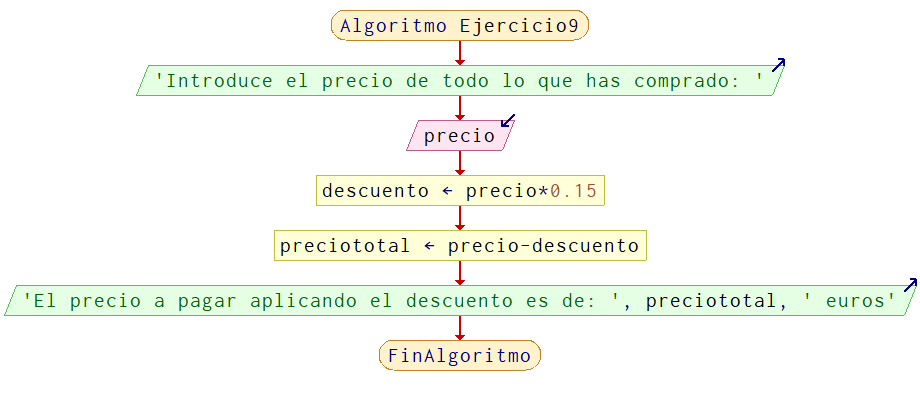 Algoritmo Ejercicio9
'Introduce el precio de todo lo que has comprado: '
precio
descuento ← precio*0.15
preciototal ← precio-descuento
'El precio a pagar aplicando el descuento es de: ', preciototal, ' euros'
FinAlgoritmo